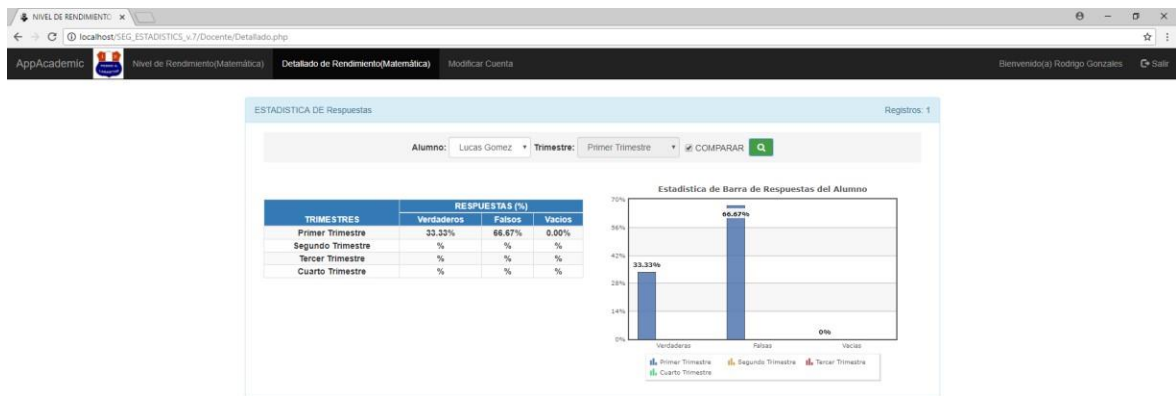 NIVEL DE RENDIMIENTO
localhost/SEG_ESTADISTICS_v.7/Docente/Detallado.php
AppAcademic Nivel de Rendimiento(Matemática) Detallado de Rendimiento(Matemática) Modificar Cuenta Bienvenido(a) Rodrigo Gonzales Salir
ESTADISTICA DE Respuestas Registros: 1
Alumno: Lucas Gomez Trimestre: Primer Trimestre COMPARAR
TRIMESTRES RESPUESTAS (%)
Verdaderos Falsos Vacios
Primer Trimestre 33.33% 66.67% 0.00%
Segundo Trimestre % % %
Tercer Trimestre % % %
Cuarto Trimestre % % %
Estadistica de Barra de Respuestas del Alumno
70%
66.67%
56%
42%
33.33%
28%
14%
0%
0%
Verdaderas Falsas Vacias
Primer Trimestre Segundo Trimestre Tercer Trimestre
Cuarto Trimestre